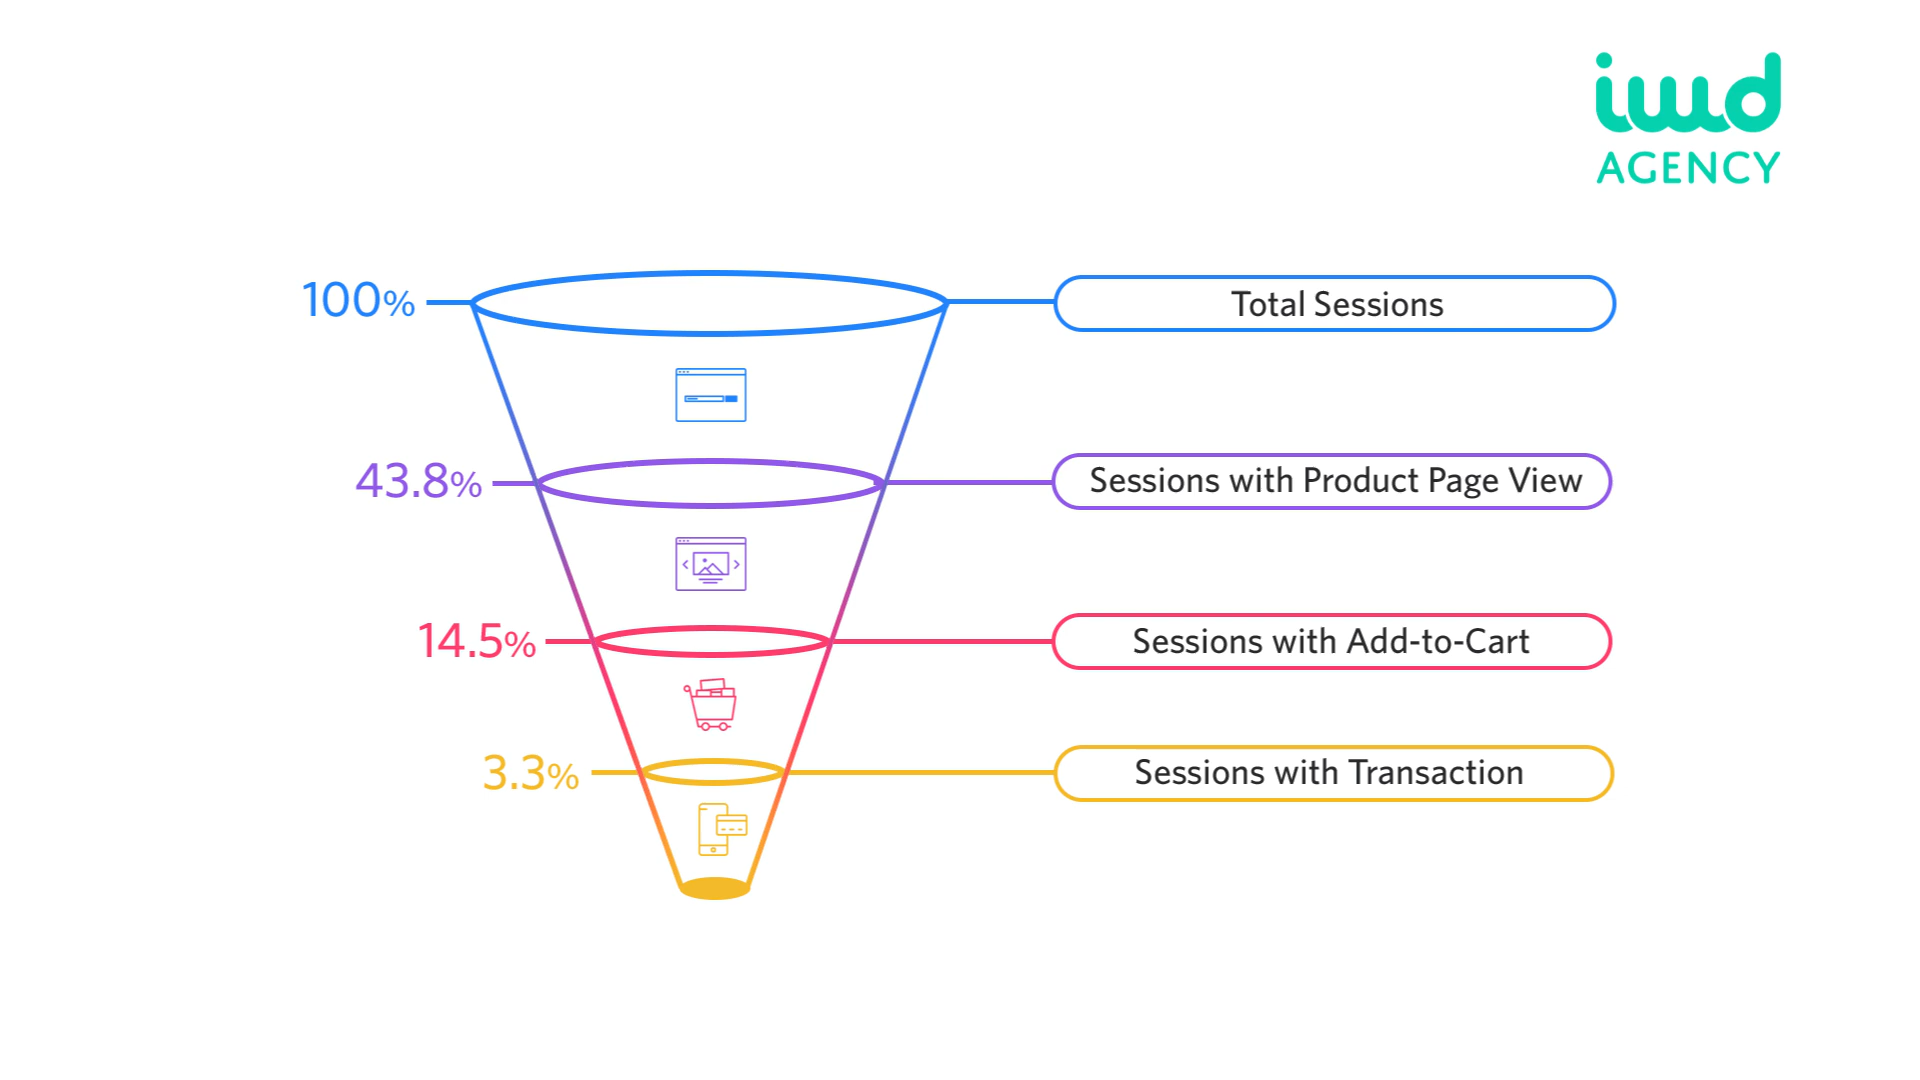 iwd
AGENCY
100% Total Sessions
43.8% Sessions with Product Page View
14.5% Sessions with Add-to-Cart
3.3% Sessions with Transaction